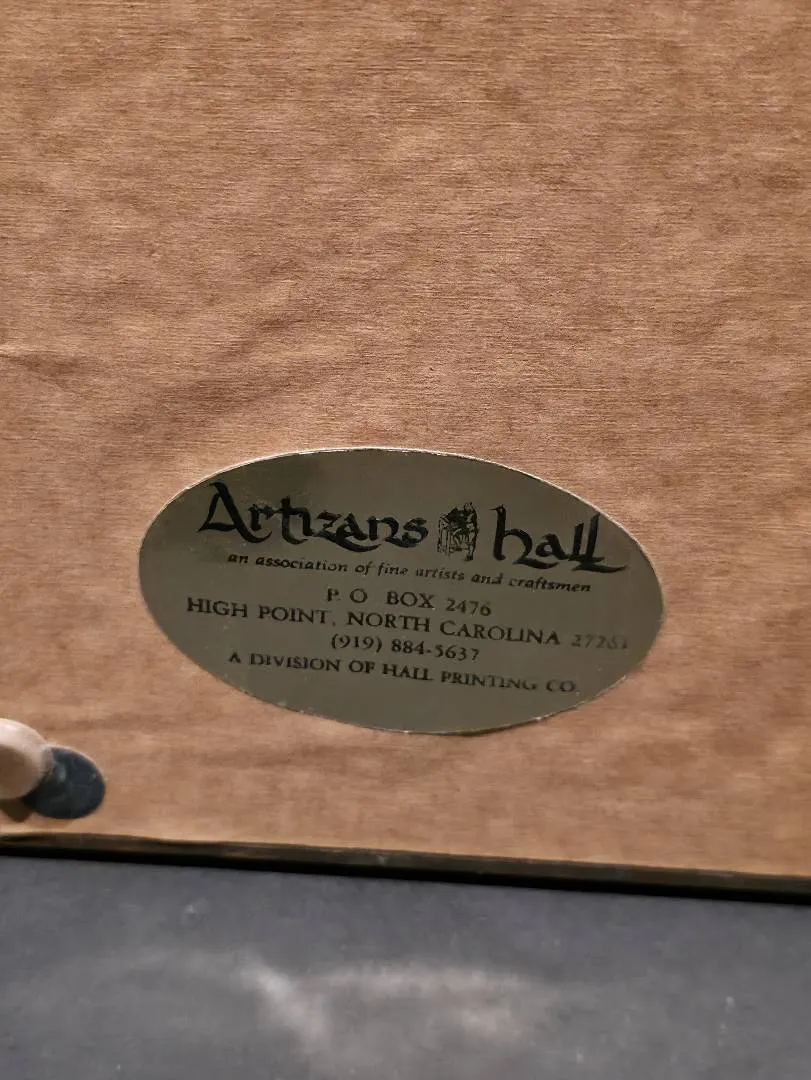 Artizans hall
an association of fine artists and craftsmen
P. O BOX 2476
HIGH POINT, NORTH CAROLINA 27261
(919) 884-5637
A DIVISION OF HALL PRINTING CO.